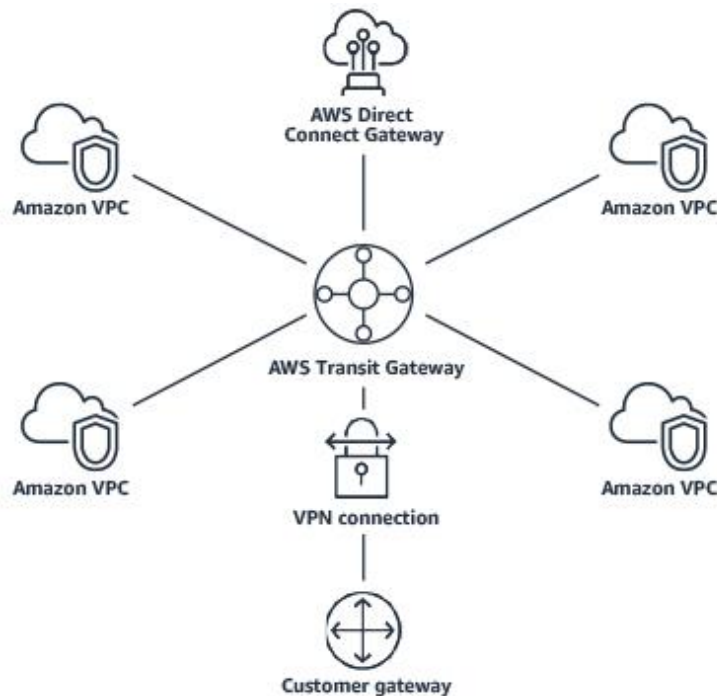 AWS Direct
Connect Gateway
Amazon VPC
Amazon VPC
AWS Transit Gateway
Amazon VPC
Amazon VPC
VPN connection
Customer gateway